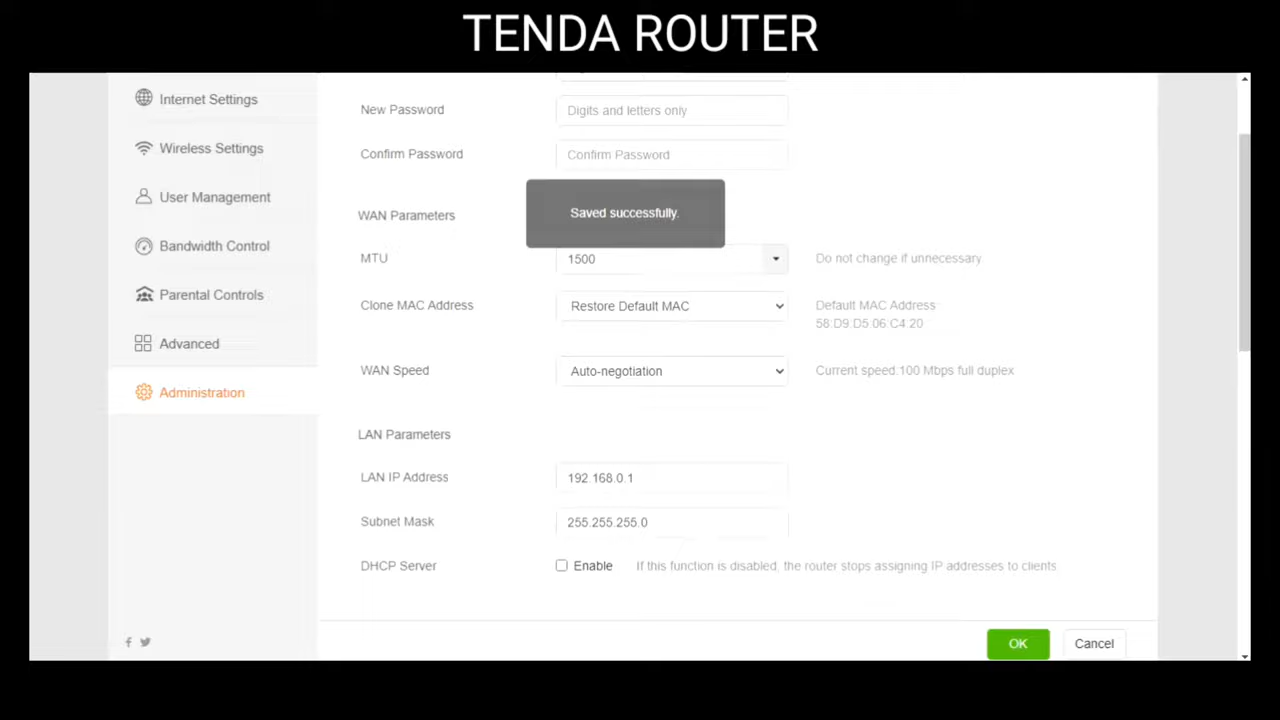 TENDA ROUTER
Internet Settings
Wireless Settings
User Management
Bandwidth Control
Parental Controls
Advanced
Administration
New Password Digits and letters only
Confirm Password Confirm Password
Saved successfully.
WAN Parameters
MTU 1500 Do not change if unnecessary
Clone MAC Address Restore Default MAC Default MAC Address:
58:D9:D5:06:C4:20
WAN Speed Auto-negotiation Current speed:100 Mbps full duplex
LAN Parameters
LAN IP Address 192.168.0.1
Subnet Mask 255.255.255.0
DHCP Server Enable If this function is disabled, the router stops assigning IP addresses to clients.
OK Cancel